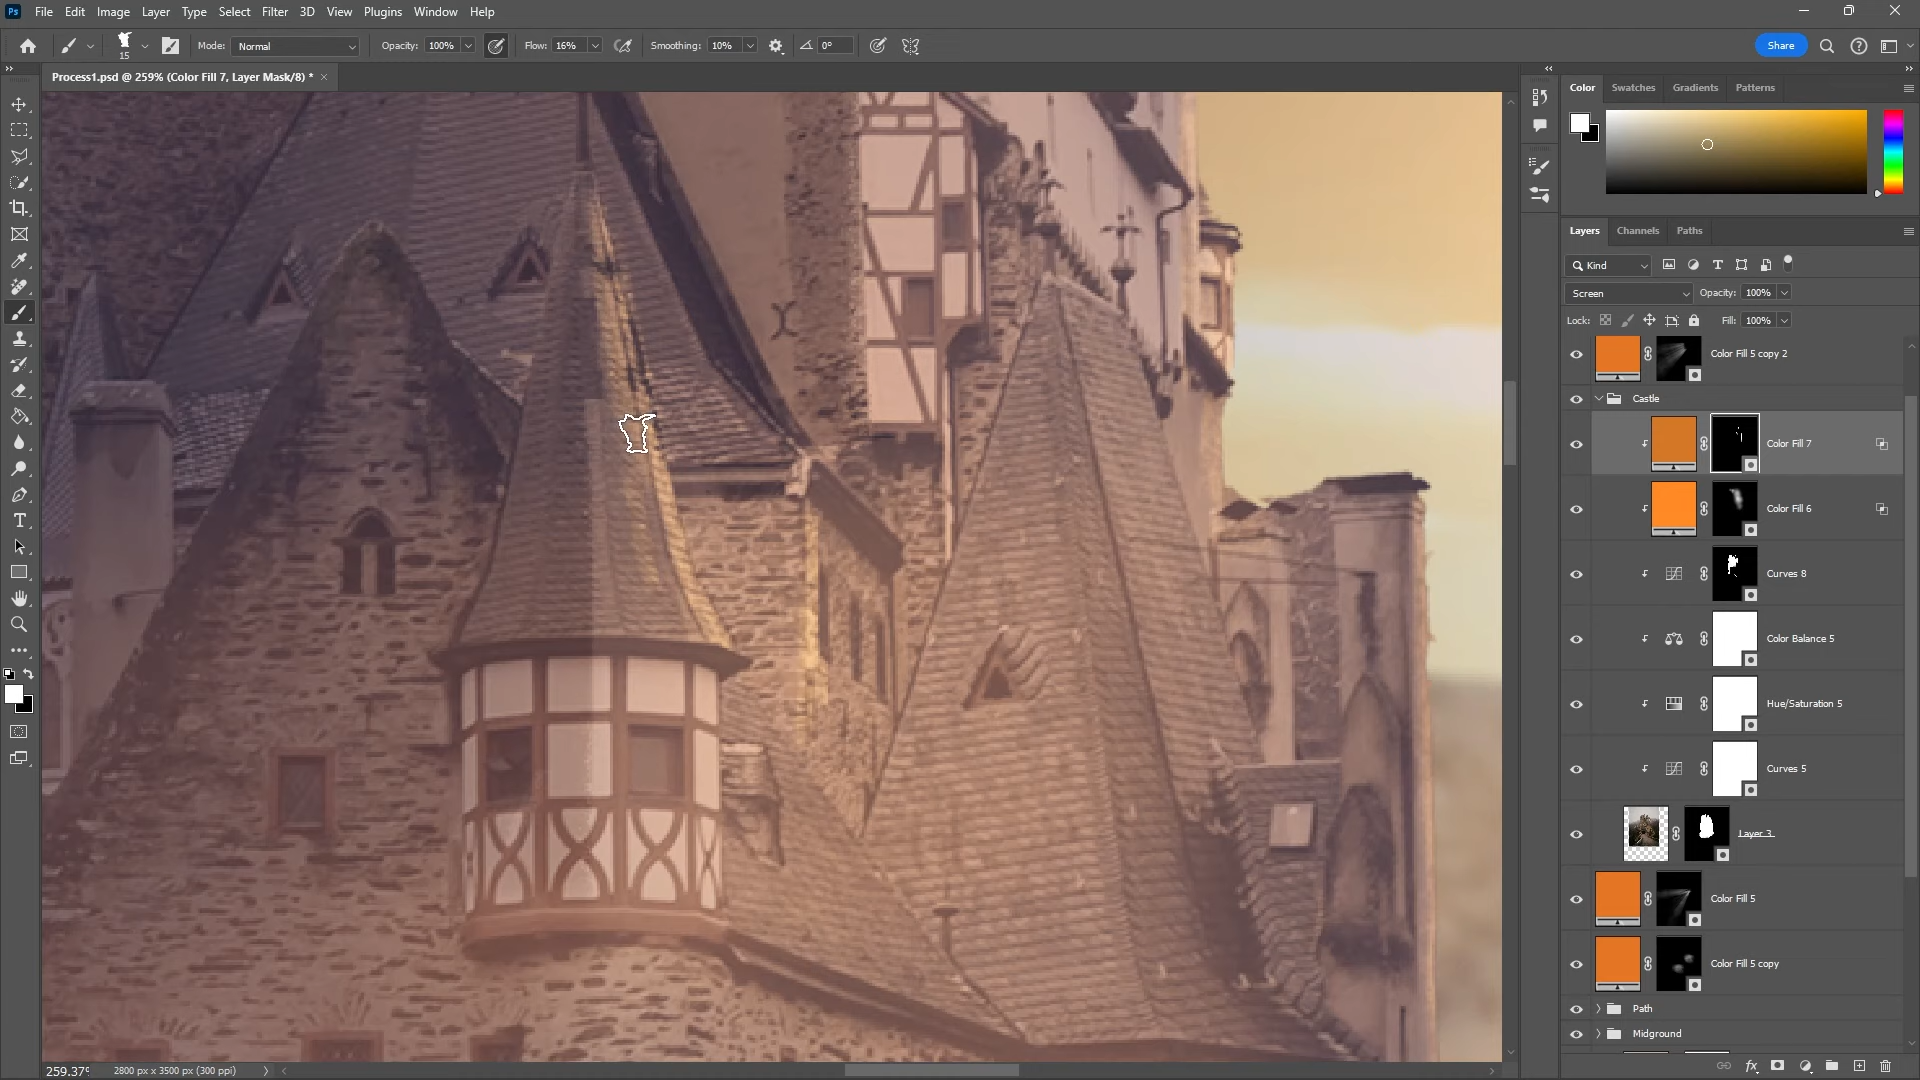 Ps File Edit Image Layer Type Select Filter 3D View Plugins Window Help
15 Mode: Normal Opacity: 100% Flow: 16% Smoothing: 10% 0° Share
Process1.psd @ 259% (Color Fill 7, Layer Mask/8) *
Color Swatches Gradients Patterns
Layers Channels Paths
Kind
Screen Opacity: 100%
Lock: Fill: 100%
Color Fill 5 copy 2
Castle
Color Fill 7
Color Fill 6
Curves 8
Color Balance 5
Hue/Saturation 5
Curves 5
Layer 3
Color Fill 5
Color Fill 5 copy
Path
Midground
259.37% 2800 px x 3500 px (300 ppi)
fx